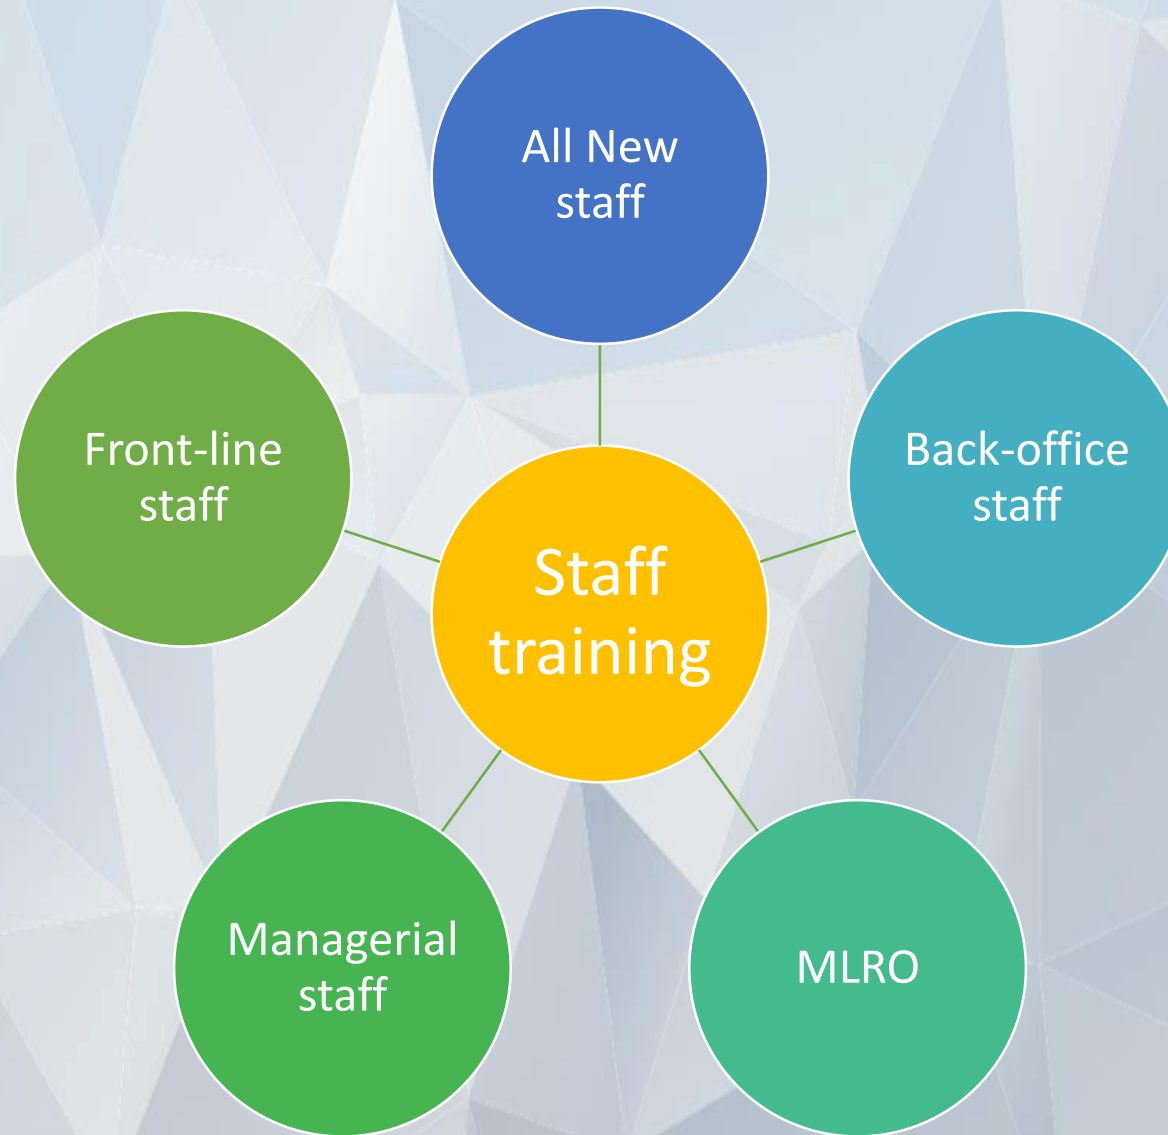 All New
staff
Front-line
staff
Back-office
staff
Staff
training
Managerial
staff
MLRO